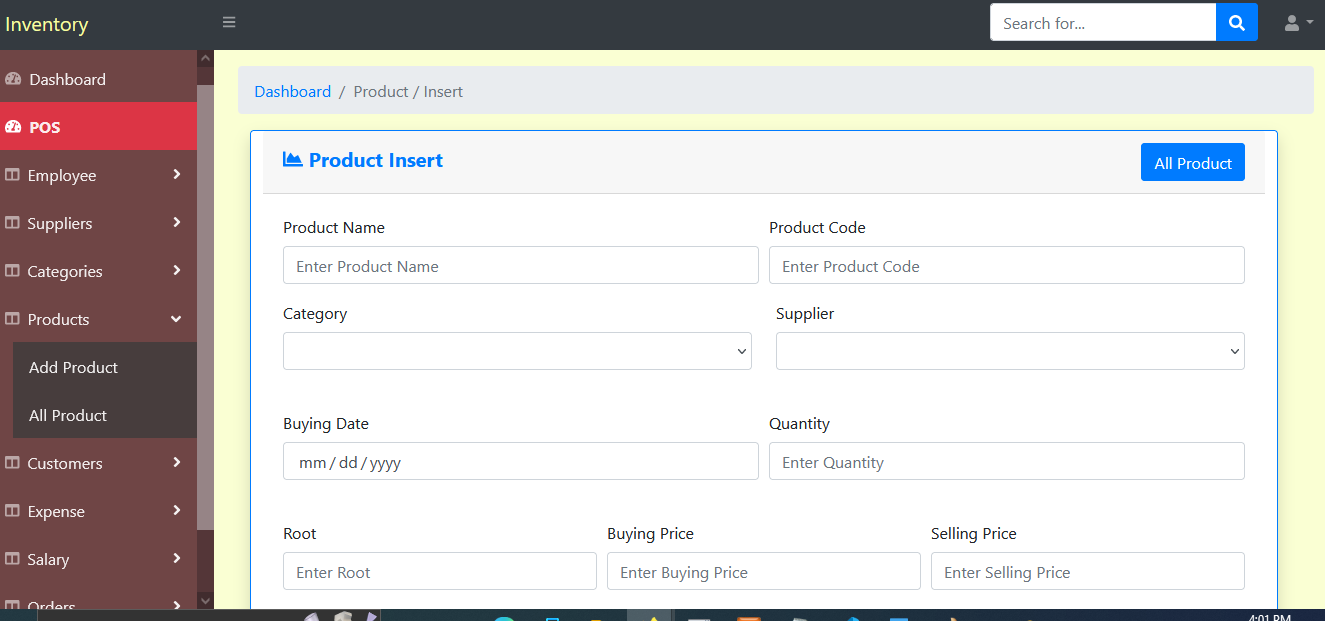 Inventory
Search for...
Dashboard
POS
Employee
Suppliers
Categories
Products
Add Product
All Product
Customers
Expense
Salary
Orders
Dashboard / Product / Insert
Product Insert
All Product
Product Name Product Code
Enter Product Name Enter Product Code
Category Supplier
Buying Date Quantity
mm/dd/yyyy Enter Quantity
Root Buying Price Selling Price
Enter Root Enter Buying Price Enter Selling Price
4:01 PM